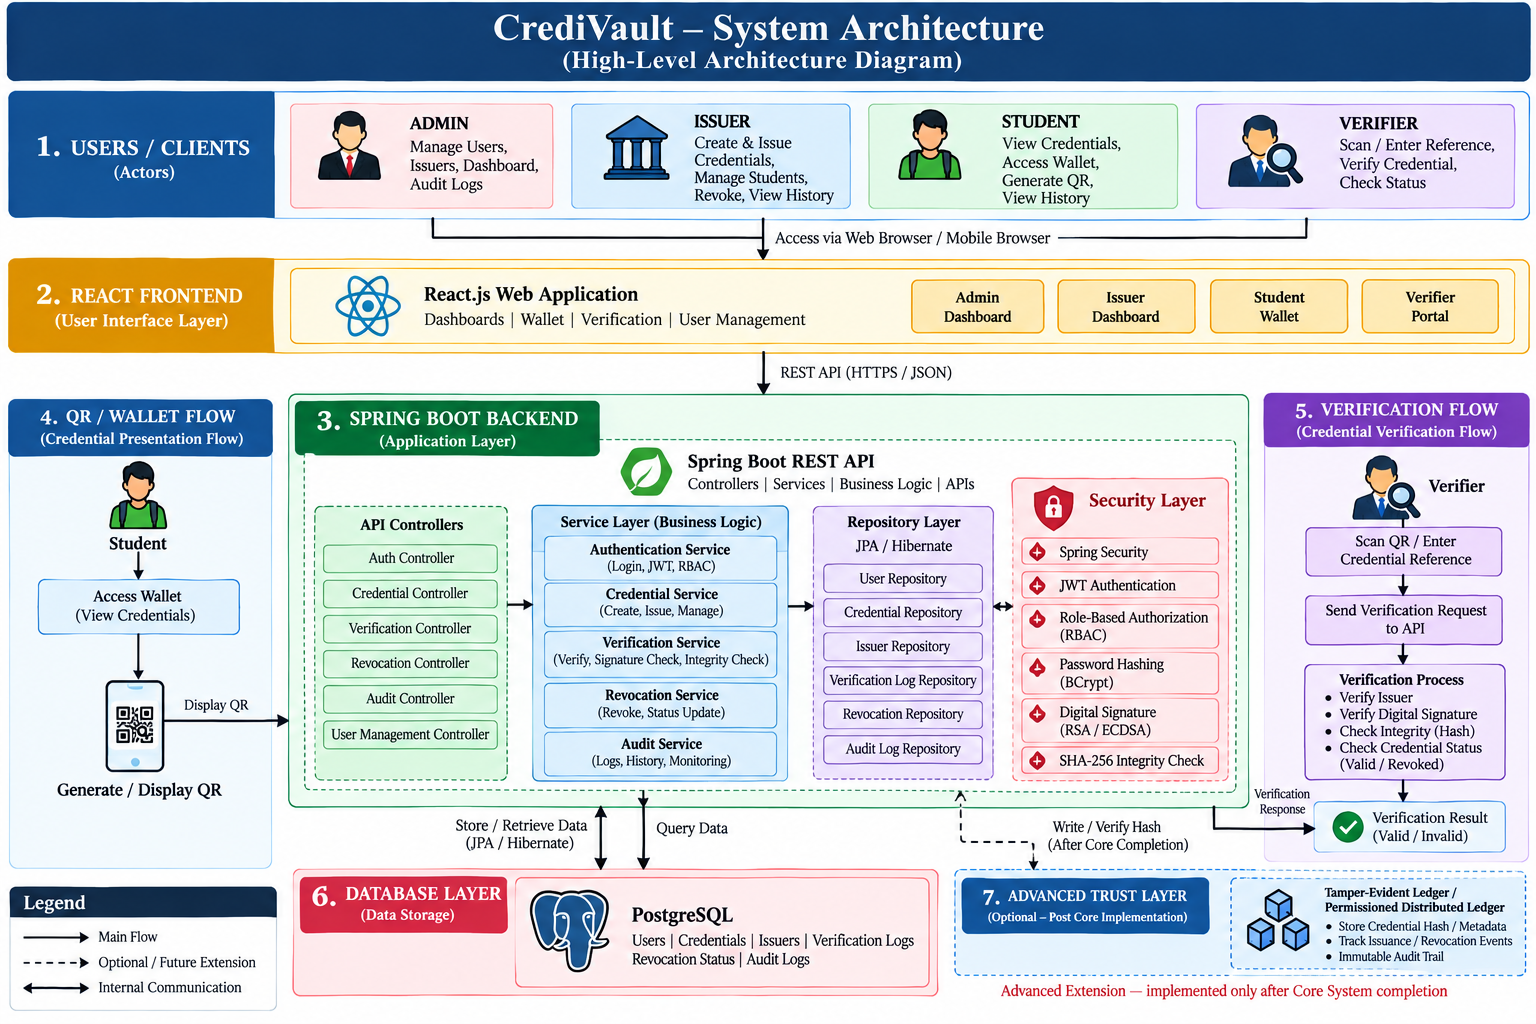 CrediVault – System Architecture
(High-Level Architecture Diagram)
1. USERS / CLIENTS
(Actors)
ADMIN
Manage Users,
Issuers, Dashboard,
Audit Logs
ISSUER
Create & Issue
Credentials,
Manage Students,
Revoke, View History
STUDENT
View Credentials,
Access Wallet,
Generate QR,
View History
VERIFIER
Scan / Enter Reference,
Verify Credential,
Check Status
Access via Web Browser / Mobile Browser
2. REACT FRONTEND
(User Interface Layer)
React.js Web Application
Dashboards | Wallet | Verification | User Management
Admin
Dashboard
Issuer
Dashboard
Student
Wallet
Verifier
Portal
REST API (HTTPS / JSON)
4. QR / WALLET FLOW
(Credential Presentation Flow)
Student
Access Wallet
(View Credentials)
Display QR
Generate / Display QR
3. SPRING BOOT BACKEND
(Application Layer)
Spring Boot REST API
Controllers | Services | Business Logic | APIs
API Controllers
Auth Controller
Credential Controller
Verification Controller
Revocation Controller
Audit Controller
User Management Controller
Service Layer (Business Logic)
Authentication Service
(Login, JWT, RBAC)
Credential Service
(Create, Issue, Manage)
Verification Service
(Verify, Signature Check, Integrity Check)
Revocation Service
(Revoke, Status Update)
Audit Service
(Logs, History, Monitoring)
Repository Layer
JPA / Hibernate
User Repository
Credential Repository
Issuer Repository
Verification Log Repository
Revocation Repository
Audit Log Repository
Security Layer
Spring Security
JWT Authentication
Role-Based Authorization
(RBAC)
Password Hashing
(BCrypt)
Digital Signature
(RSA / ECDSA)
SHA-256 Integrity Check
5. VERIFICATION FLOW
(Credential Verification Flow)
Verifier
Scan QR / Enter
Credential Reference
Send Verification Request
to API
Verification Process
• Verify Issuer
• Verify Digital Signature
• Check Integrity (Hash)
• Check Credential Status
(Valid / Revoked)
Verification
Response
Verification Result
(Valid / Invalid)
Store / Retrieve Data
(JPA / Hibernate)
Query Data
Write / Verify Hash
(After Core Completion)
Legend
Main Flow
Optional / Future Extension
Internal Communication
6. DATABASE LAYER
(Data Storage)
PostgreSQL
Users | Credentials | Issuers | Verification Logs
Revocation Status | Audit Logs
7. ADVANCED TRUST LAYER
(Optional – Post Core Implementation)
Tamper-Evident Ledger /
Permissioned Distributed Ledger
• Store Credential Hash / Metadata
• Track Issuance / Revocation Events
• Immutable Audit Trail
Advanced Extension — implemented only after Core System completion